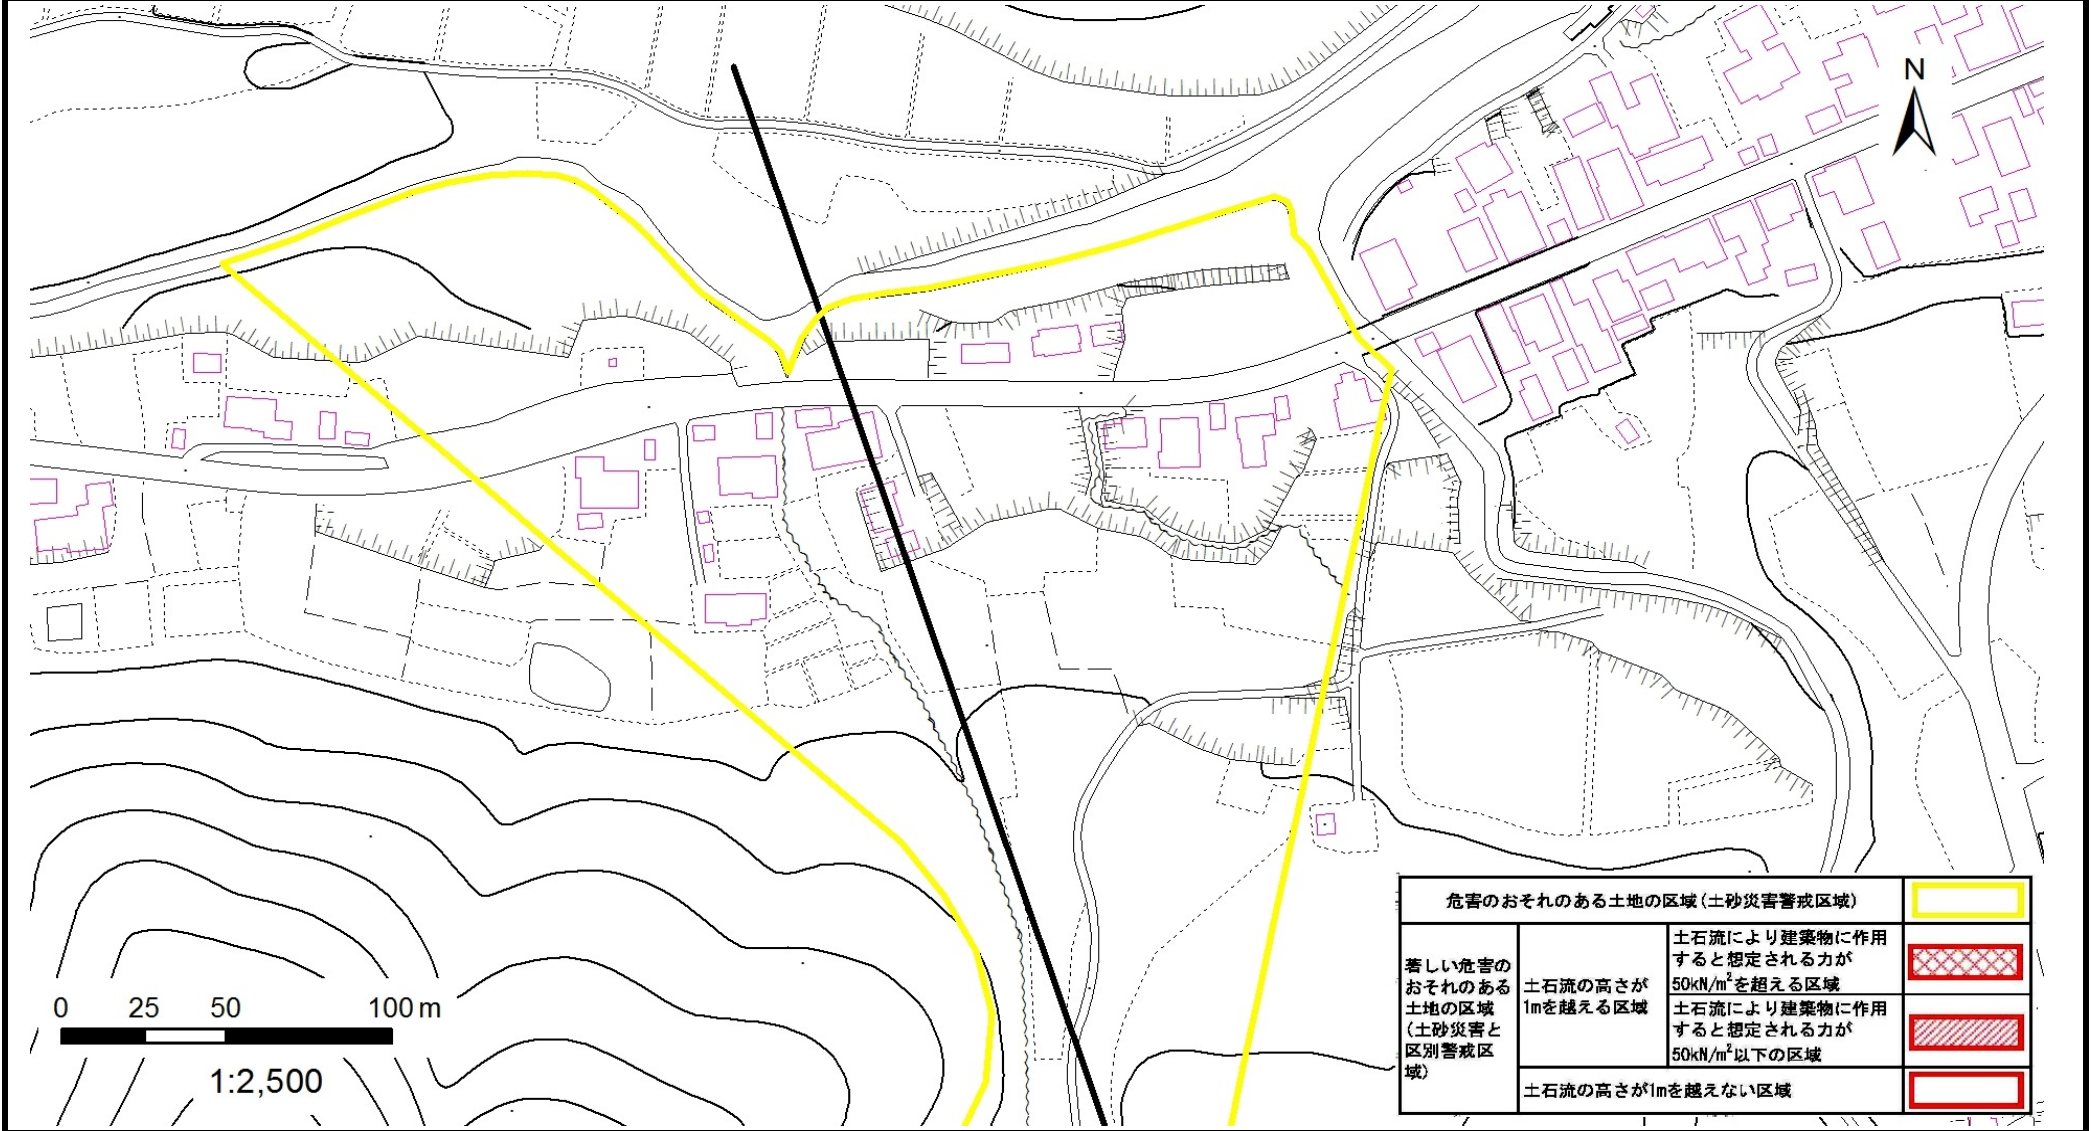 N
危害のおそれのある土地の区域(土砂災害警戒区域)
著しい危害の
おそれのある
土地の区域
(土砂災害と
区別警戒区
域)
土石流の高さが
1mを越える区域
土石流により建築物に作用
すると想定される力が
50kN/m²を超える区域
土石流により建築物に作用
すると想定される力が
50kN/m²以下の区域
土石流の高さが1mを越えない区域
0 25 50 100 m
1:2,500